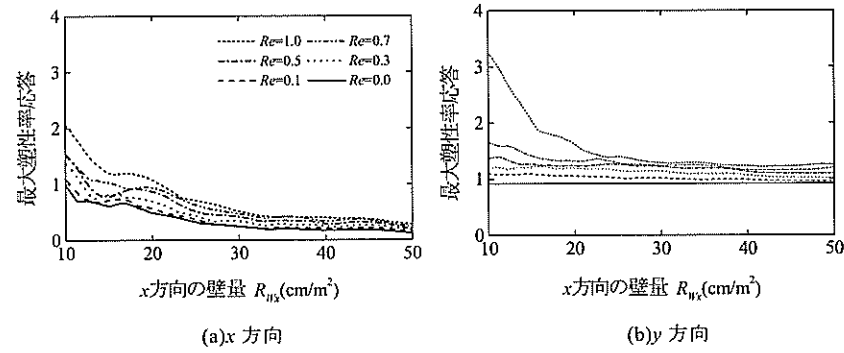 (a)
最大塑性率応答
4
3
2
1
0
10 20 30 40 50
Re=1.0 Re=0.7
Re=0.5 Re=0.3
Re=0.1 Re=0.0
x方向の壁量 R_Wx(cm/m²)
(a)x 方向
(b)
最大塑性率応答
4
3
2
1
0
10 20 30 40 50
x方向の壁量 R_Wx(cm/m²)
(b)y 方向